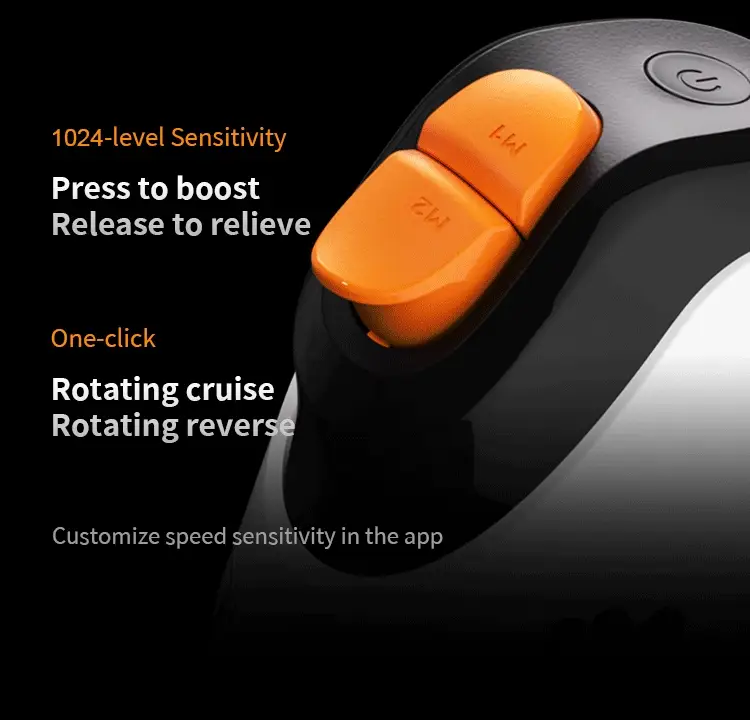 1024-level Sensitivity
Press to boost
Release to relieve
One-click
Rotating cruise
Rotating reverse
Customize speed sensitivity in the app
M1
M2